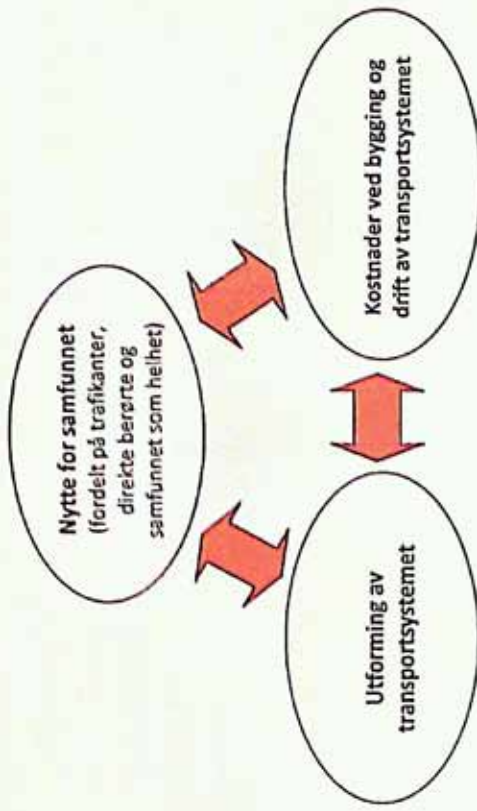 Nytte for samfunnet
(fordelt på trafikanter,
direkte berørte og
samfunnet som helhet)
Utforming av
transportsystemet
Kostnader ved bygging og
drift av transportsystemet